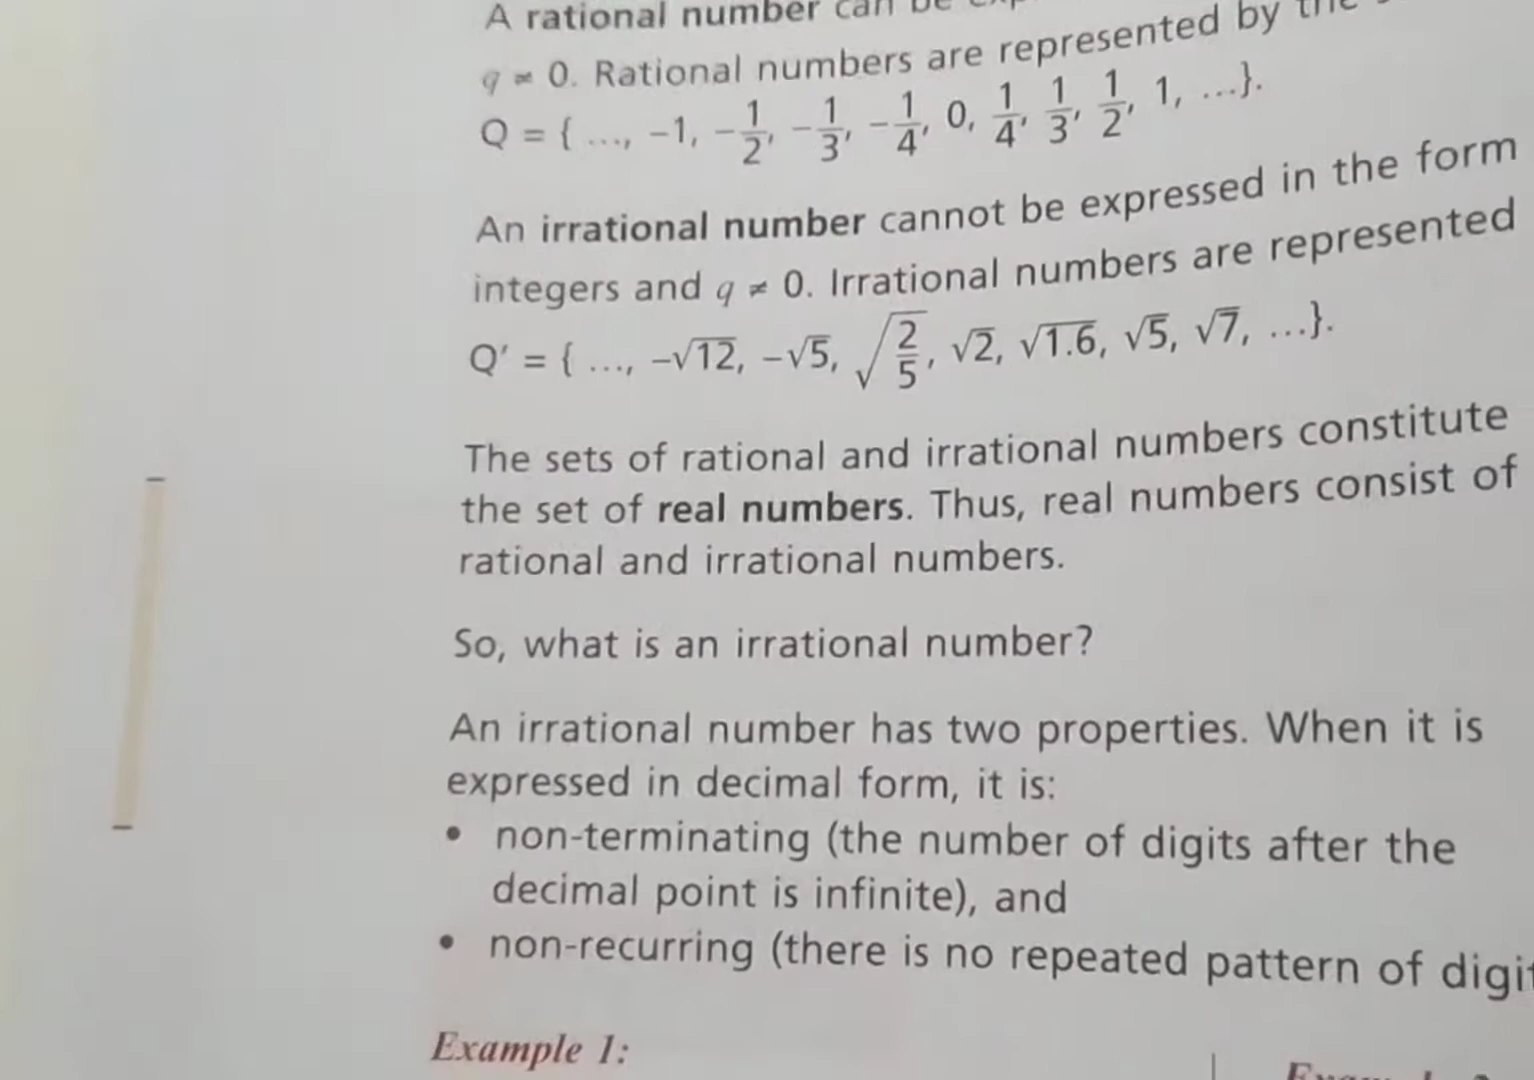 A rational number can be
q ≠ 0. Rational numbers are represented by the
Q = { ..., −1, −1/2, −1/3, −1/4, 0, 1/4, 1/3, 1/2, 1, ...}.
An irrational number cannot be expressed in the form
integers and q ≠ 0. Irrational numbers are represented
Q′ = { ..., −√12, −√5, √(2/5), √2, √1.6, √5, √7, ...}.
The sets of rational and irrational numbers constitute
the set of real numbers. Thus, real numbers consist of
rational and irrational numbers.
So, what is an irrational number?
An irrational number has two properties. When it is
expressed in decimal form, it is:
• non-terminating (the number of digits after the
decimal point is infinite), and
• non-recurring (there is no repeated pattern of digit
Example 1: